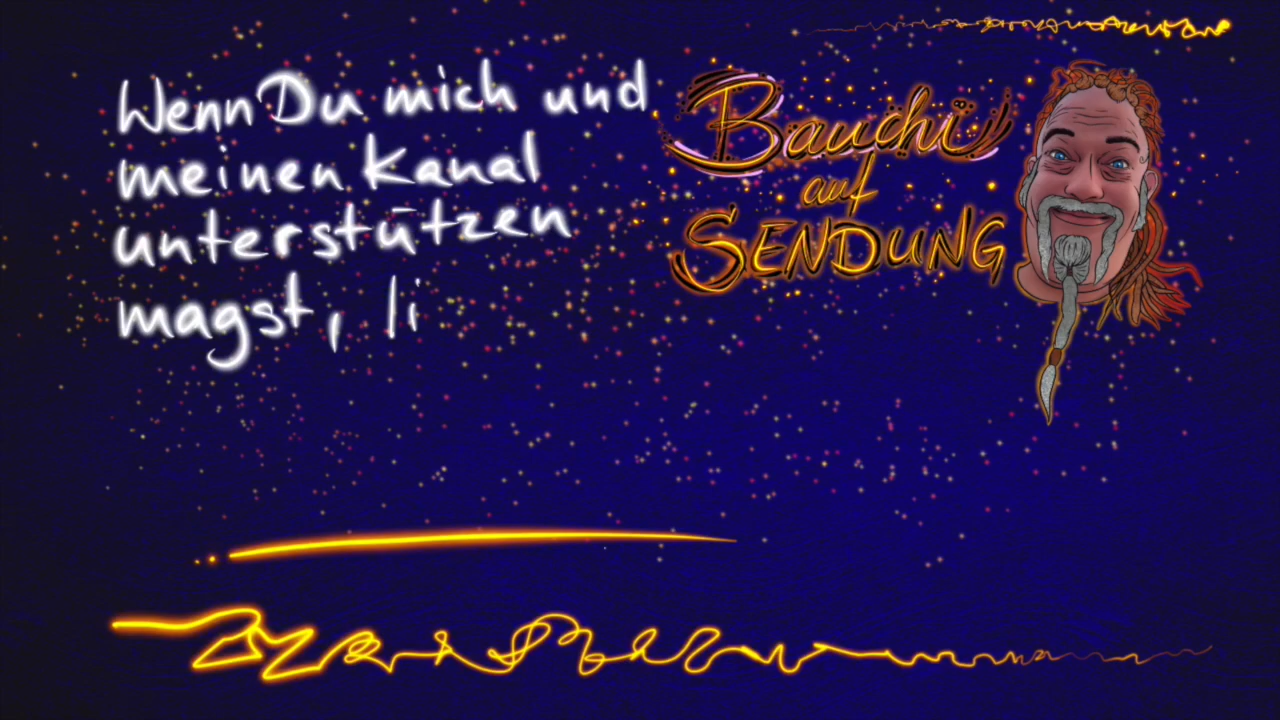 Wenn Du mich und
meinen Kanal
unterstützen
magst, li
Bauchi
auf
SENDUNG